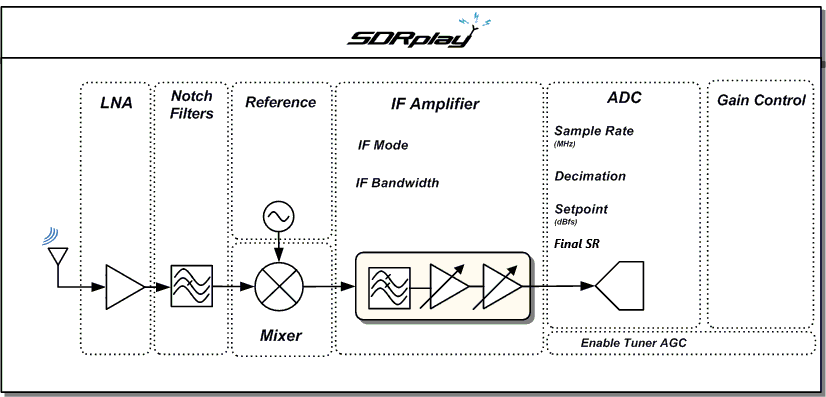 SDRplay
LNA
Notch
Filters
Reference
IF Amplifier
ADC
Gain Control
IF Mode
IF Bandwidth
Sample Rate
(MHz)
Decimation
Setpoint
(dBfs)
Final SR
Mixer
Enable Tuner AGC